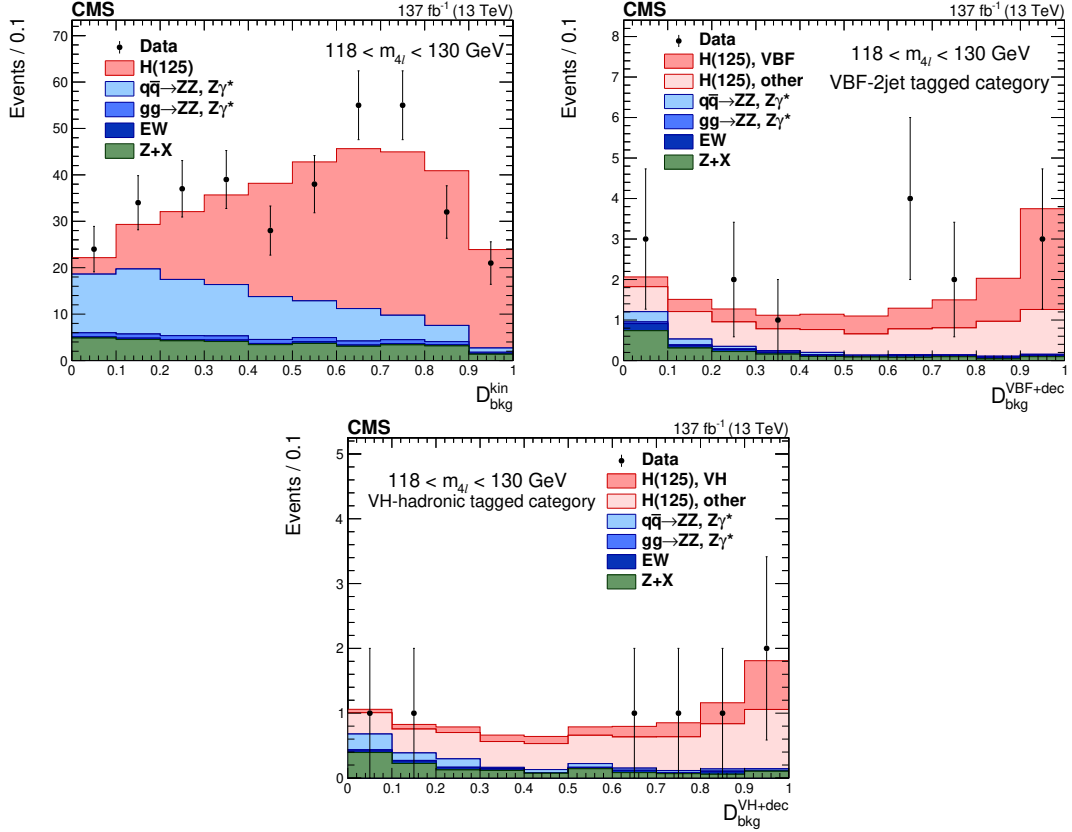 CMS 137 fb⁻¹ (13 TeV)
Events / 0.1
118 < m4l < 130 GeV
Data
H(125)
qq̅→ZZ, Zγ*
gg→ZZ, Zγ*
EW
Z+X
0 10 20 30 40 50 60 70
0 0.1 0.2 0.3 0.4 0.5 0.6 0.7 0.8 0.9 1
D kin bkg
CMS 137 fb⁻¹ (13 TeV)
Events / 0.1
118 < m4l < 130 GeV
VBF-2jet tagged category
Data
H(125), VBF
H(125), other
qq̅→ZZ, Zγ*
gg→ZZ, Zγ*
EW
Z+X
0 1 2 3 4 5 6 7 8
0 0.1 0.2 0.3 0.4 0.5 0.6 0.7 0.8 0.9 1
D VBF+dec bkg
CMS 137 fb⁻¹ (13 TeV)
Events / 0.1
118 < m4l < 130 GeV
VH-hadronic tagged category
Data
H(125), VH
H(125), other
qq̅→ZZ, Zγ*
gg→ZZ, Zγ*
EW
Z+X
0 1 2 3 4 5
0 0.1 0.2 0.3 0.4 0.5 0.6 0.7 0.8 0.9 1
D VH+dec bkg